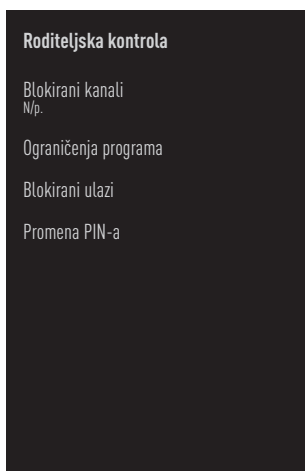 Roditeljska kontrola
Blokirani kanali
N/p.
Ograničenja programa
Blokirani ulazi
Promena PIN-a